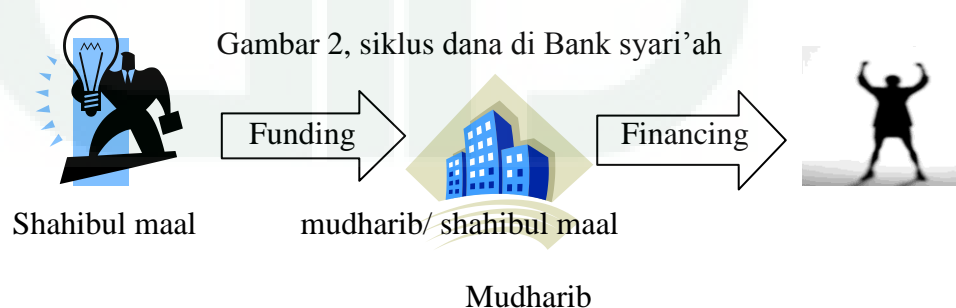 Gambar 2, siklus dana di Bank syari’ah
Funding
Financing
Shahibul maal
mudharib/ shahibul maal
Mudharib